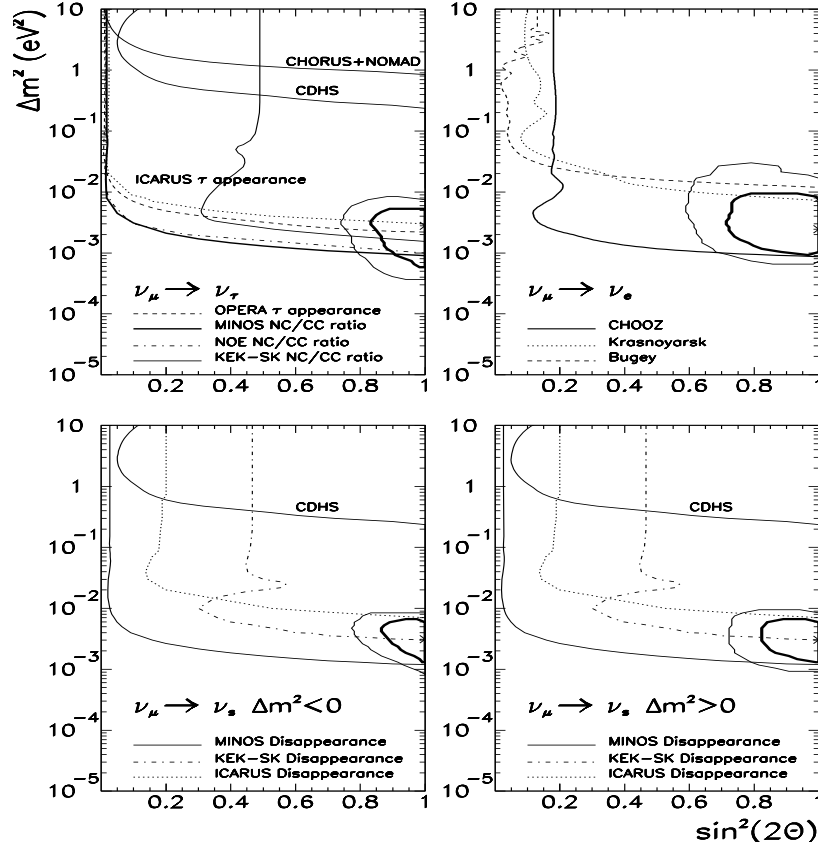 Δm² (eV²)
10
1
10⁻¹
10⁻²
10⁻³
10⁻⁴
10⁻⁵
CHORUS+NOMAD
CDHS
ICARUS τ appearance
ν_μ → ν_τ
OPERA τ appearance
MINOS NC/CC ratio
NOE NC/CC ratio
KEK−SK NC/CC ratio
0.2 0.4 0.6 0.8 1
10
1
10⁻¹
10⁻²
10⁻³
10⁻⁴
10⁻⁵
ν_μ → ν_e
CHOOZ
Krasnoyarsk
Bugey
0.2 0.4 0.6 0.8 1
10
1
10⁻¹
10⁻²
10⁻³
10⁻⁴
10⁻⁵
CDHS
ν_μ → ν_s Δm²<0
MINOS Disappearance
KEK−SK Disappearance
ICARUS Disappearance
0.2 0.4 0.6 0.8 1
10
1
10⁻¹
10⁻²
10⁻³
10⁻⁴
10⁻⁵
CDHS
ν_μ → ν_s Δm²>0
MINOS Disappearance
KEK−SK Disappearance
ICARUS Disappearance
0.2 0.4 0.6 0.8 1
sin²(2Θ)